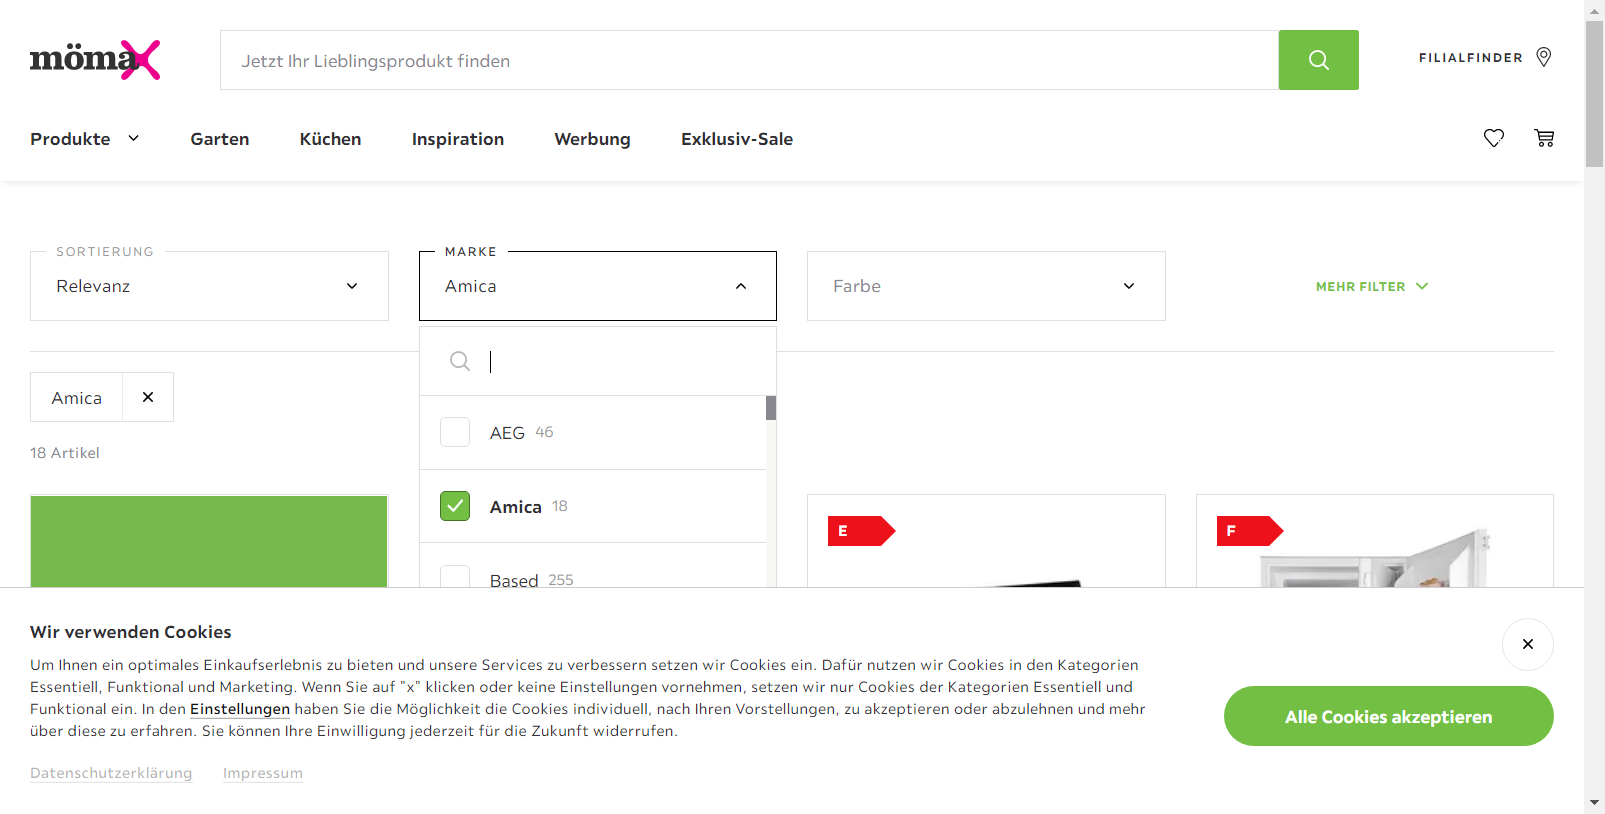 mömax
Jetzt Ihr Lieblingsprodukt finden
FILIALFINDER
Produkte
Garten
Küchen
Inspiration
Werbung
Exklusiv-Sale
SORTIERUNG
Relevanz
MARKE
Amica
Farbe
MEHR FILTER
Amica
18 Artikel
AEG 46
Amica 18
Based 255
E
F
Wir verwenden Cookies
Um Ihnen ein optimales Einkaufserlebnis zu bieten und unsere Services zu verbessern setzen wir Cookies ein. Dafür nutzen wir Cookies in den Kategorien
Essentiell, Funktional und Marketing. Wenn Sie auf "x" klicken oder keine Einstellungen vornehmen, setzen wir nur Cookies der Kategorien Essentiell und
Funktional ein. In den Einstellungen haben Sie die Möglichkeit die Cookies individuell, nach Ihren Vorstellungen, zu akzeptieren oder abzulehnen und mehr
über diese zu erfahren. Sie können Ihre Einwilligung jederzeit für die Zukunft widerrufen.
Alle Cookies akzeptieren
Datenschutzerklärung
Impressum